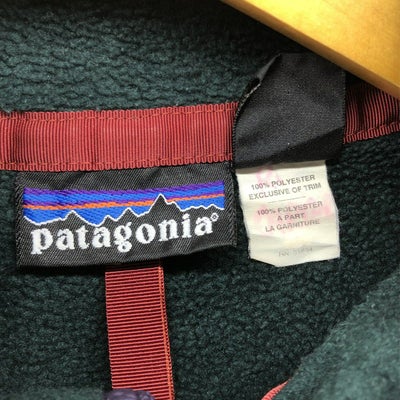 patagonia®
100% POLYESTER
EXCLUSIVE OF TRIM
100% POLYESTER
A PART
LA GARNITURE